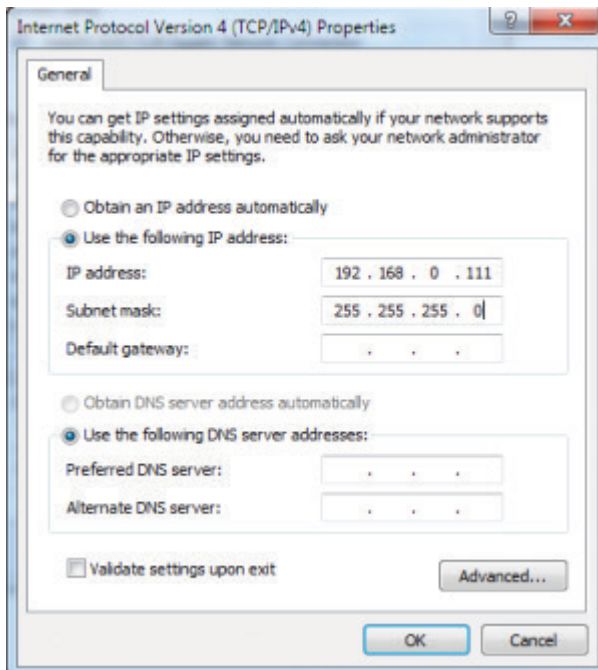 Internet Protocol Version 4 (TCP/IPv4) Properties
General
You can get IP settings assigned automatically if your network supports
this capability. Otherwise, you need to ask your network administrator
for the appropriate IP settings.
Obtain an IP address automatically
Use the following IP address:
IP address: 192 . 168 . 0 . 111
Subnet mask: 255 . 255 . 255 . 0
Default gateway: . . .
Obtain DNS server address automatically
Use the following DNS server addresses:
Preferred DNS server: . . .
Alternate DNS server: . . .
Validate settings upon exit
Advanced...
OK Cancel